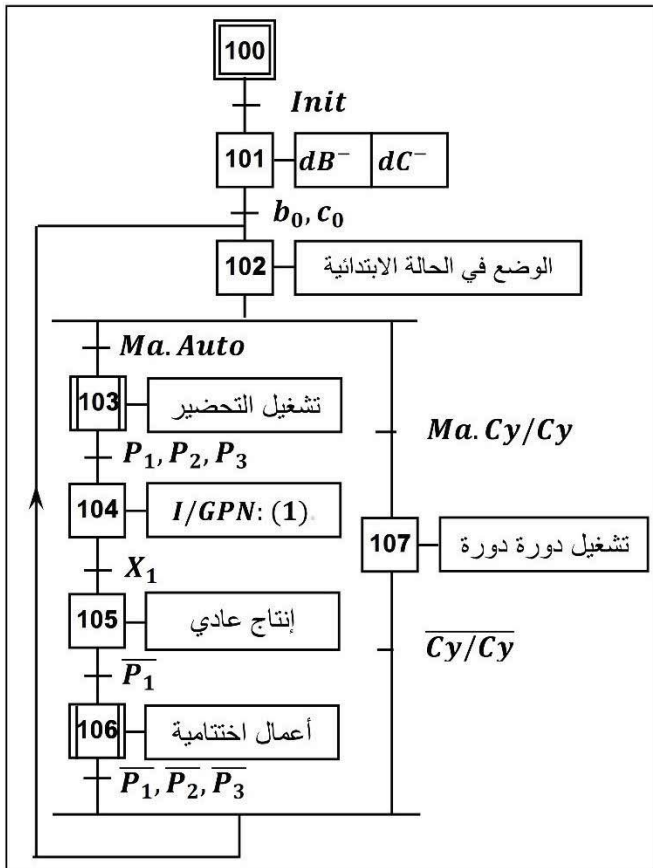 100
Init
101 dB⁻ dC⁻
b₀, c₀
102 الوضع في الحالة الابتدائية
Ma. Auto
103 تشغيل التحضير
P₁, P₂, P₃
Ma. Cy/Cy
104 I/GPN: (1)
X₁
107 تشغيل دورة دورة
105 إنتاج عادي
C̅y̅/̅C̅y̅
P̅₁
106 أعمال اختتامية
P̅₁, P̅₂, P̅₃